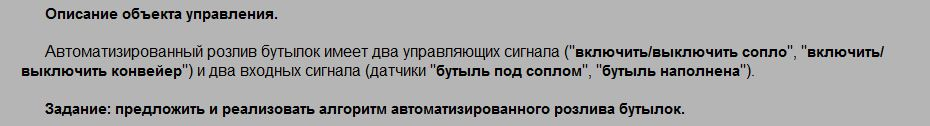 Описание объекта управления.
Автоматизированный розлив бутылок имеет два управляющих сигнала ("включить/выключить сопло", "включить/
выключить конвейер") и два входных сигнала (датчики "бутыль под соплом", "бутыль наполнена").
Задание: предложить и реализовать алгоритм автоматизированного розлива бутылок.